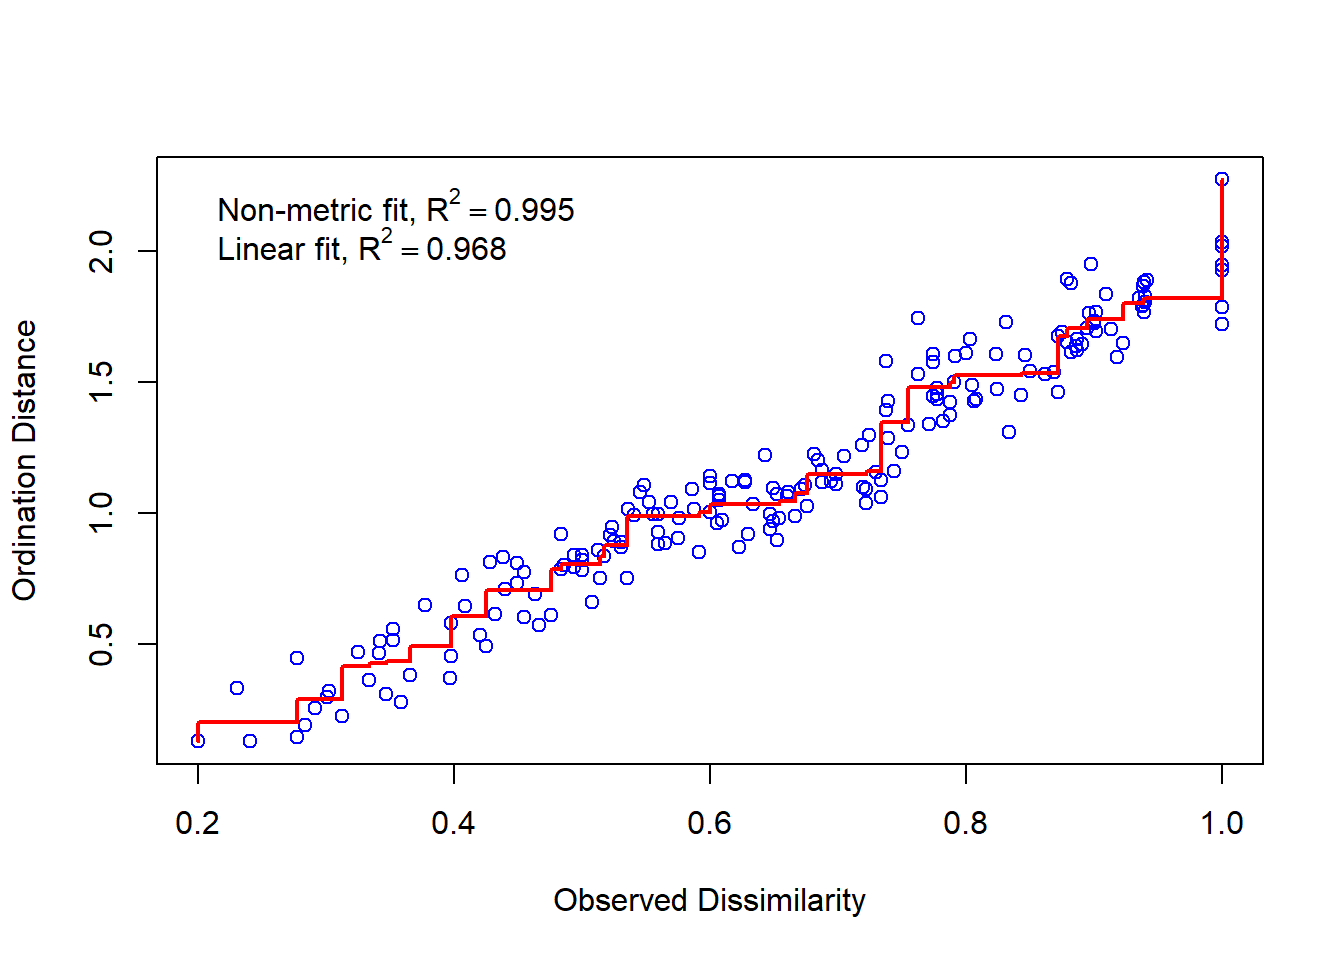 Non-metric fit, R² = 0.995
Linear fit, R² = 0.968
Ordination Distance
2.0
1.5
1.0
0.5
0.2 0.4 0.6 0.8 1.0
Observed Dissimilarity